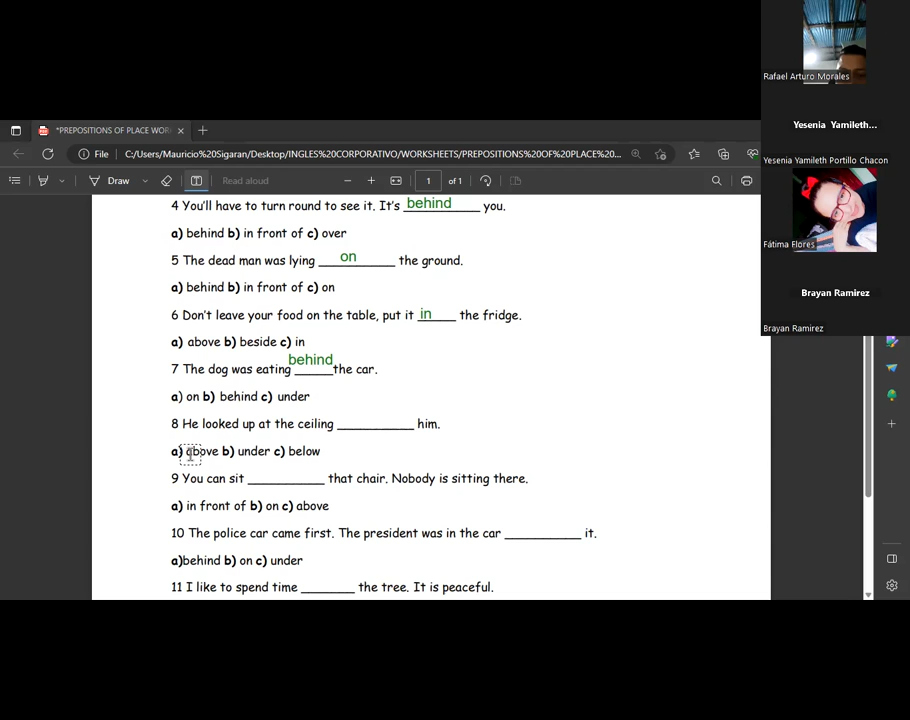 Rafael Arturo Morales
Yesenia Yamileth...
Yesenia Yamileth Portillo Chacon
Fátima Flores
Brayan Ramirez
Brayan Ramirez
*PREPOSITIONS OF PLACE WOR
File C:/Users/Mauricio%20Sigaran/Desktop/INGLES%20CORPORATIVO/WORKSHEETS/PREPOSITIONS%20OF%20PLACE%20...
Draw Read aloud 1 of 1
4 You'll have to turn round to see it. It's behind you.
a) behind b) in front of c) over
5 The dead man was lying on the ground.
a) behind b) in front of c) on
6 Don't leave your food on the table, put it in the fridge.
a) above b) beside c) in
7 The dog was eating behind the car.
a) on b) behind c) under
8 He looked up at the ceiling __________ him.
a) above b) under c) below
9 You can sit __________ that chair. Nobody is sitting there.
a) in front of b) on c) above
10 The police car came first. The president was in the car __________ it.
a)behind b) on c) under
11 I like to spend time _______ the tree. It is peaceful.